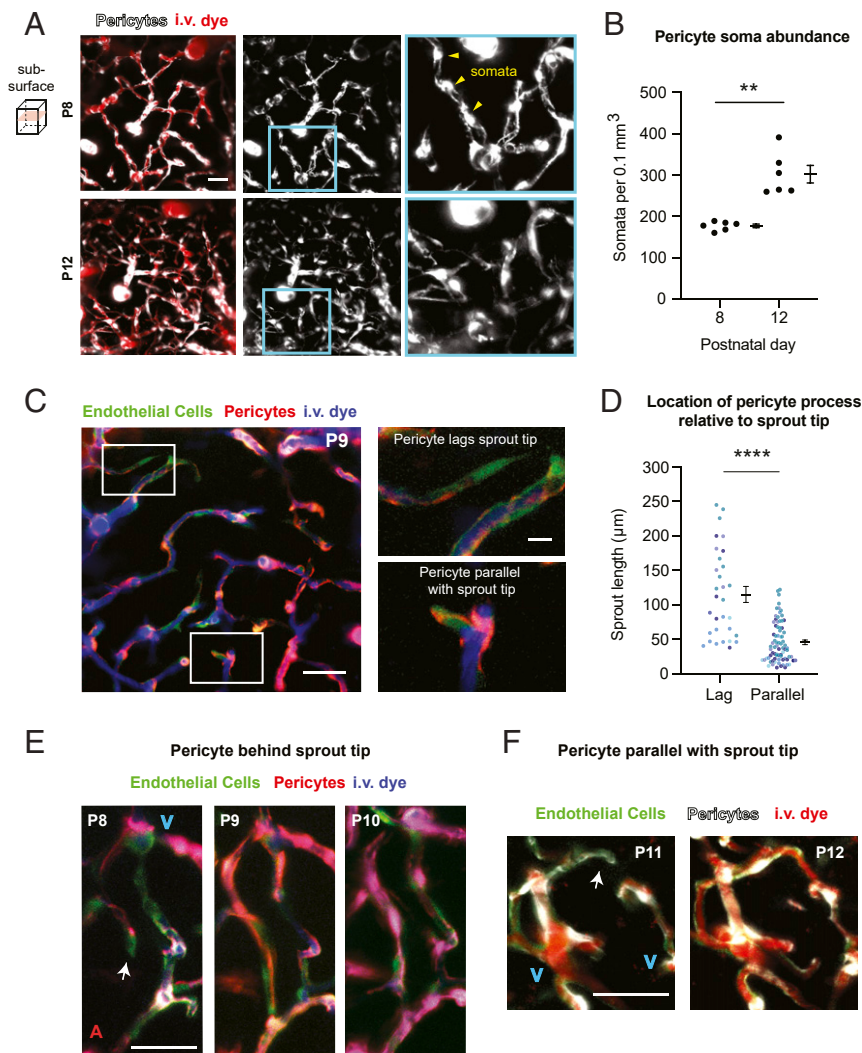 A
Pericytes i.v. dye
sub-
surface
P8
somata
P12
B
Pericyte soma abundance
**
500
400
300
200
100
0
Somata per 0.1 mm³
8 12
Postnatal day
C
Endothelial Cells Pericytes i.v. dye
P9
Pericyte lags sprout tip
Pericyte parallel
with sprout tip
D
Location of pericyte process
relative to sprout tip
****
300
250
200
150
100
50
0
Sprout length (µm)
Lag Parallel
E
Pericyte behind sprout tip
Endothelial Cells Pericytes i.v. dye
P8
V
A
P9
P10
F
Pericyte parallel with sprout tip
Endothelial Cells Pericytes i.v. dye
P11
V
V
P12